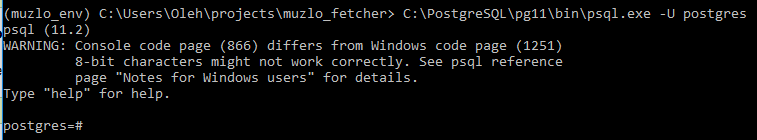 (muzlo_env) C:\Users\Oleh\projects\muzlo_fetcher> C:\PostgreSQL\pg11\bin\psql.exe -U postgres
psql (11.2)
WARNING: Console code page (866) differs from Windows code page (1251)
         8-bit characters might not work correctly. See psql reference
         page "Notes for Windows users" for details.
Type "help" for help.

postgres=#